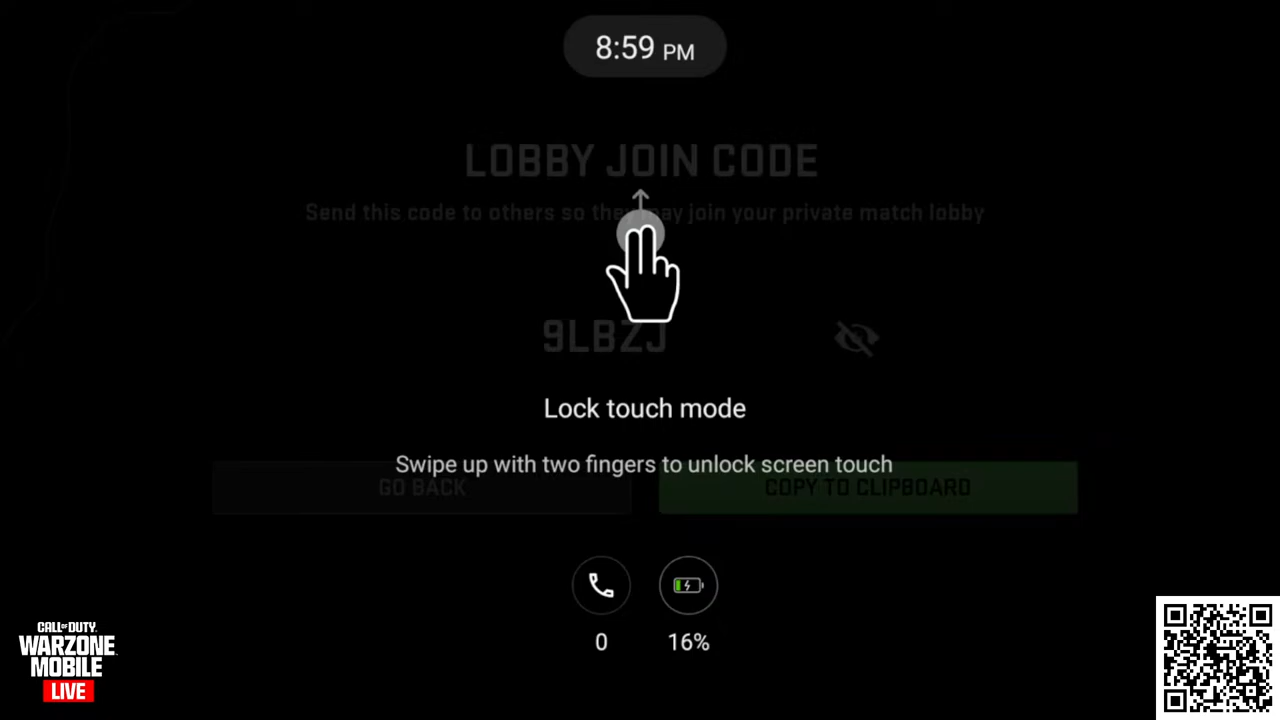 8:59 PM
LOBBY JOIN CODE
Send this code to others so they may join your private match lobby
9LBZJ
Lock touch mode
Swipe up with two fingers to unlock screen touch
GO BACK
COPY TO CLIPBOARD
0
16%
CALL OF DUTY
WARZONE
MOBILE
LIVE